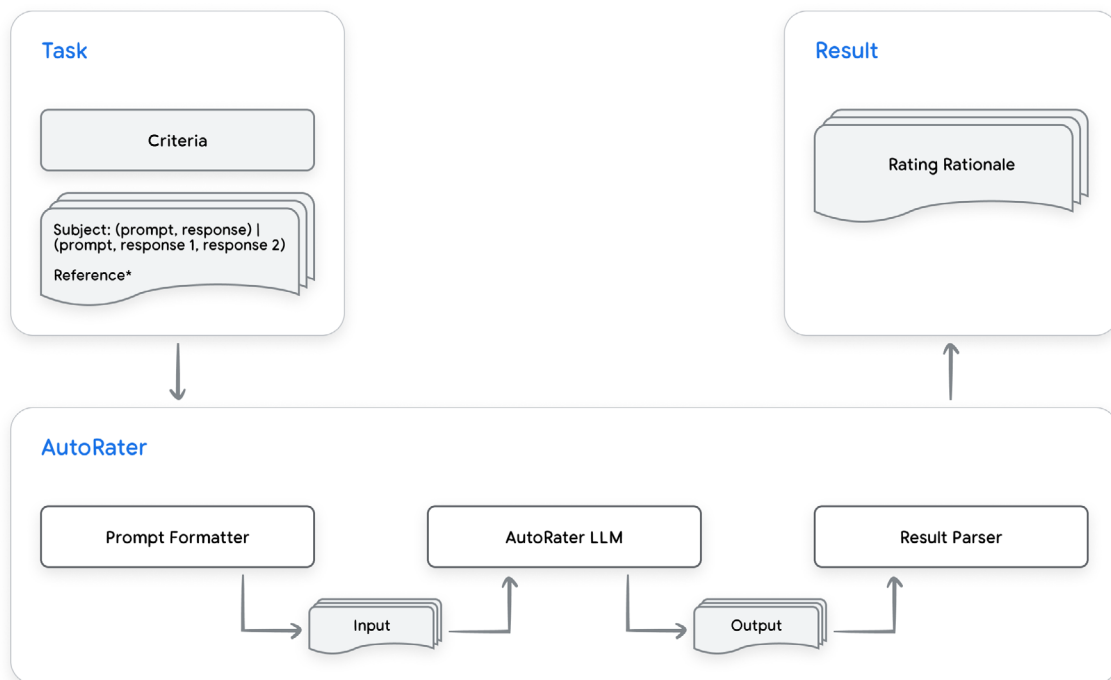 Task
Criteria
Subject: (prompt, response) |
(prompt, response 1, response 2)
Reference*
Result
Rating Rationale
AutoRater
Prompt Formatter
AutoRater LLM
Result Parser
Input
Output